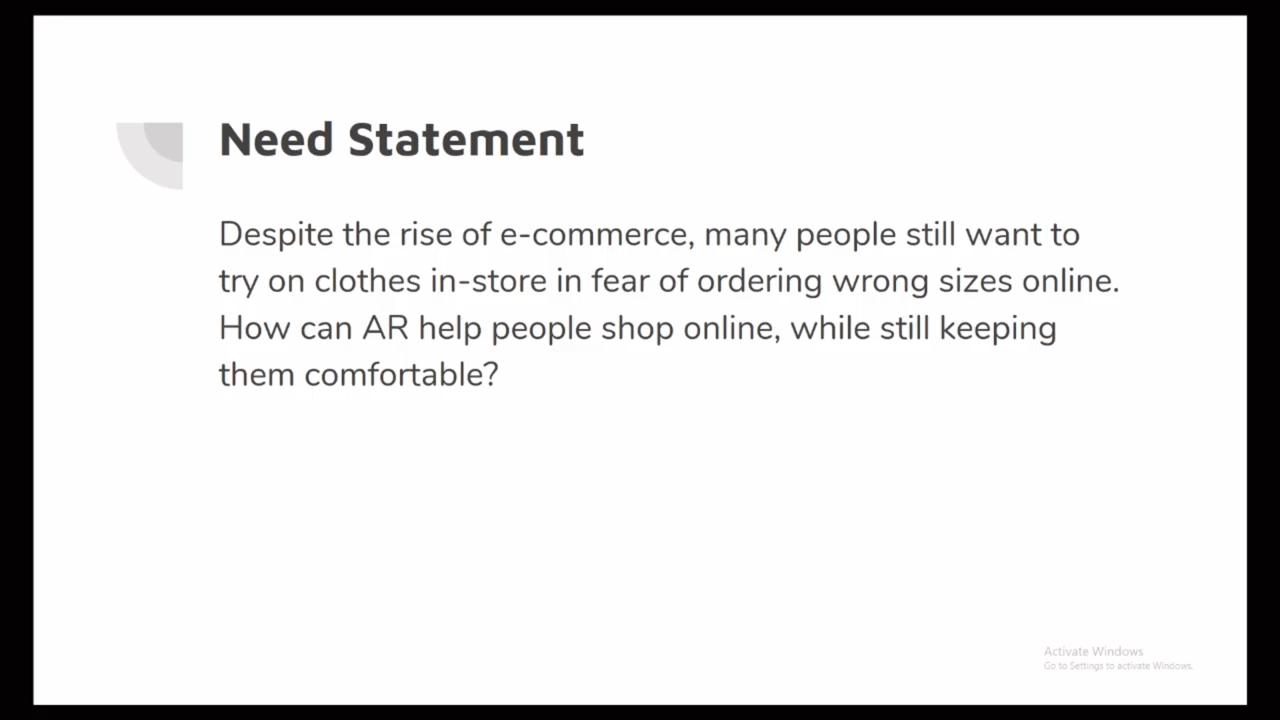 Need Statement
Despite the rise of e-commerce, many people still want to
try on clothes in-store in fear of ordering wrong sizes online.
How can AR help people shop online, while still keeping
them comfortable?
Activate Windows
Go to Settings to activate Windows.